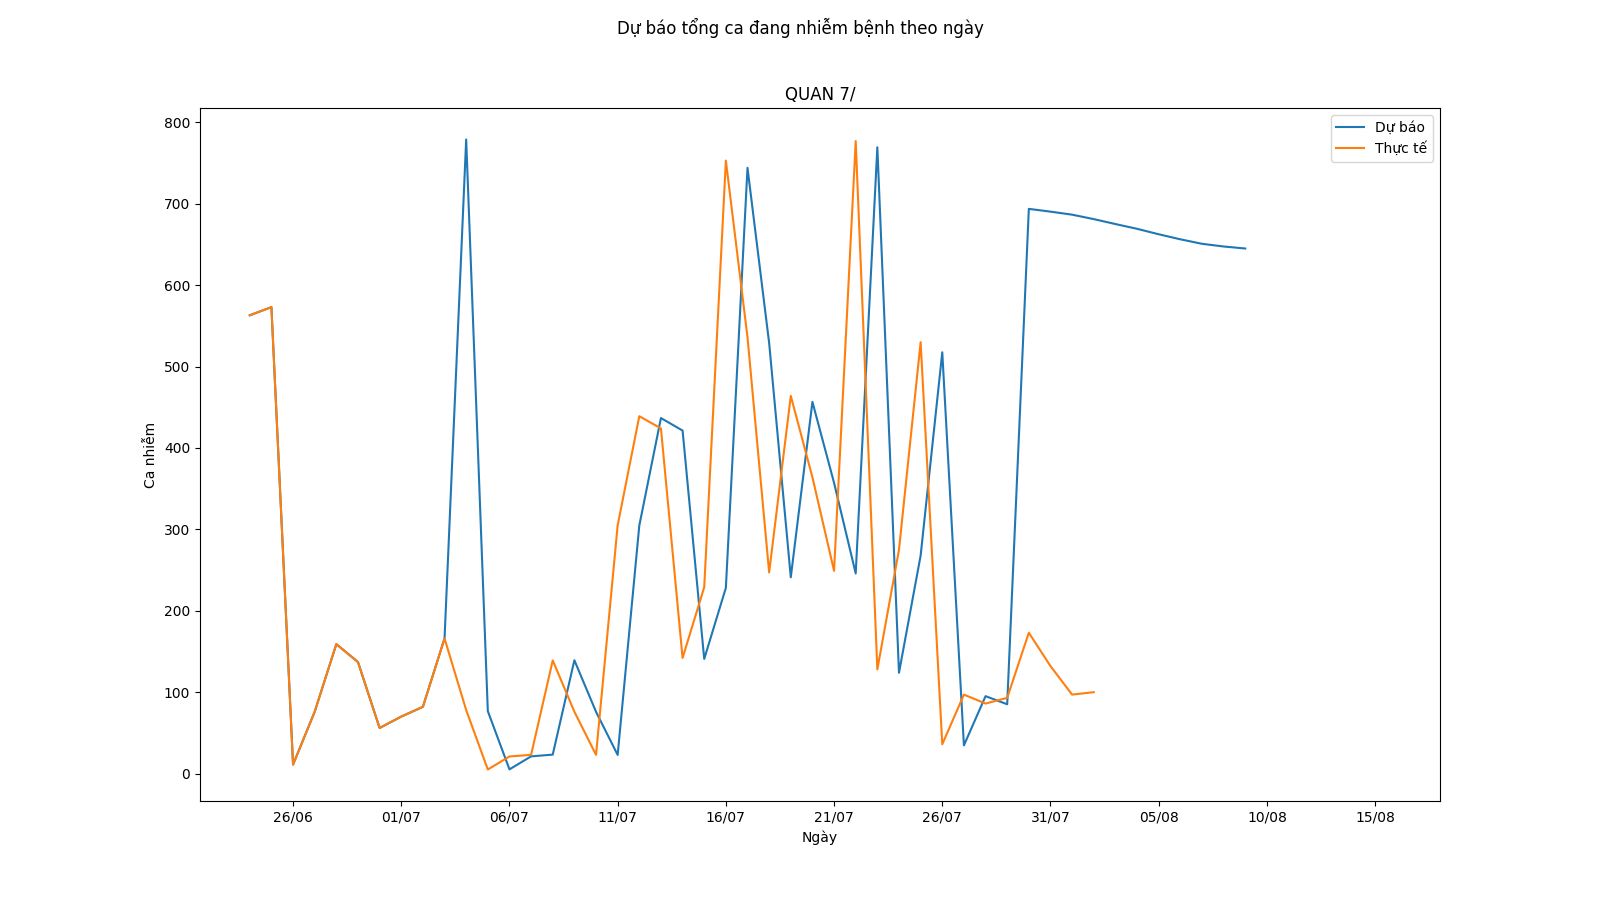 Dự báo tổng ca đang nhiễm bệnh theo ngày
QUAN 7/
Dự báo
Thực tế
Ca nhiễm
800
700
600
500
400
300
200
100
0
26/06 01/07 06/07 11/07 16/07 21/07 26/07 31/07 05/08 10/08 15/08
Ngày